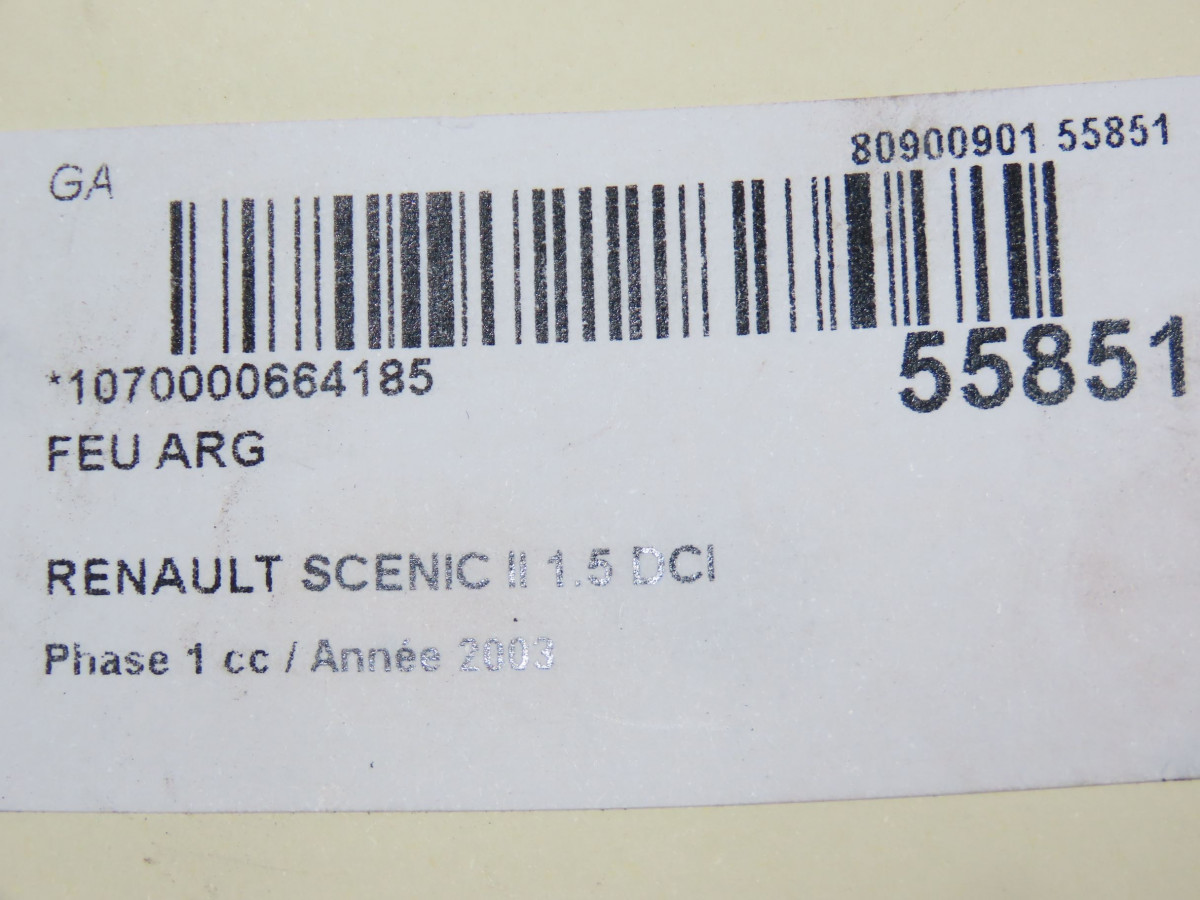 80900901 55851
GA
*1070000664185
55851
FEU ARG
RENAULT SCENIC II 1.5 DCI
Phase 1 cc / Année 2003